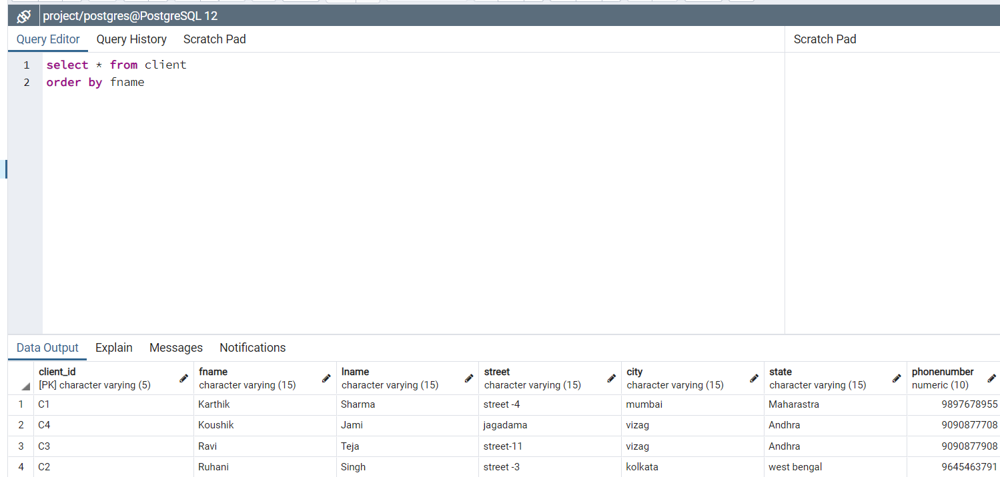 project/postgres@PostgreSQL 12
Query Editor Query History Scratch Pad Scratch Pad
1 select * from client
2 order by fname
Data Output Explain Messages Notifications
client_id fname lname street city state phonenumber
[PK] character varying (5) character varying (15) character varying (15) character varying (15) character varying (15) character varying (15) numeric (10)
1 C1 Karthik Sharma street -4 mumbai Maharastra 9897678955
2 C4 Koushik Jami jagadama vizag Andhra 9090877708
3 C3 Ravi Teja street-11 vizag Andhra 9090877908
4 C2 Ruhani Singh street -3 kolkata west bengal 9645463791